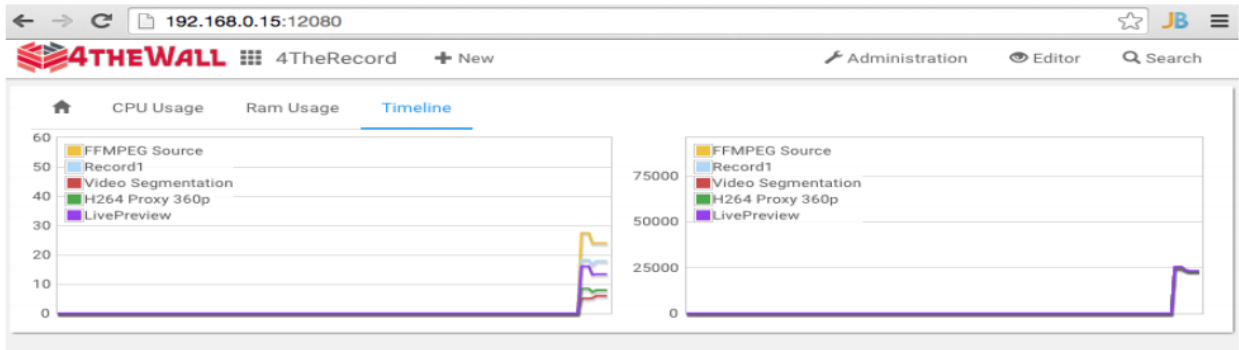 192.168.0.15:12080
JB
4THEWALL 4TheRecord + New Administration Editor Search
CPU Usage Ram Usage Timeline
60
50
40
30
20
10
0
FFMPEG Source
Record1
Video Segmentation
H264 Proxy 360p
LivePreview
75000
50000
25000
0
FFMPEG Source
Record1
Video Segmentation
H264 Proxy 360p
LivePreview